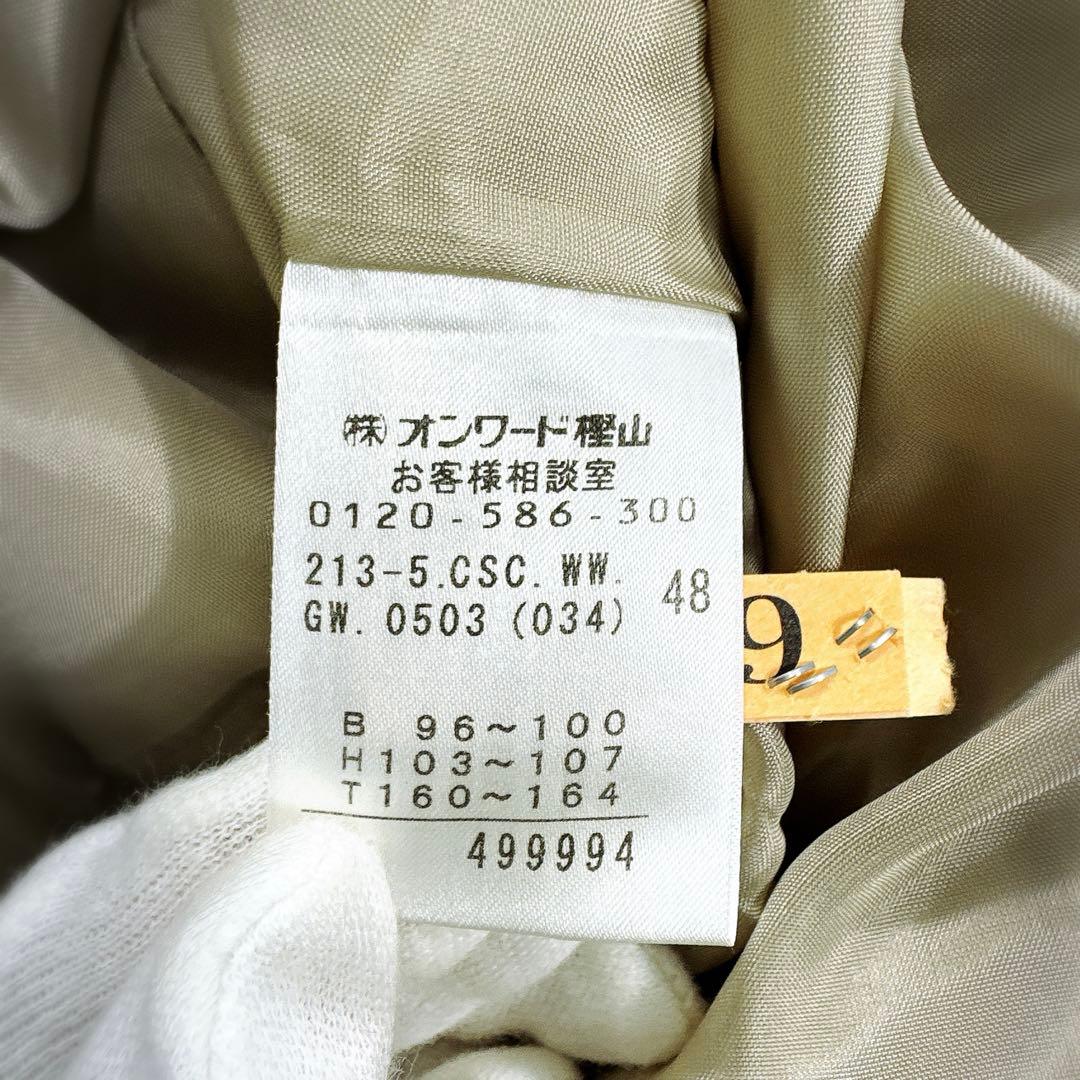 ㈱オンワード樫山
お客様相談室
0120-586-300
213-5.CSC. WW.
GW. 0503 (034)
48
B 96~100
H103~107
T160~164
499994
9